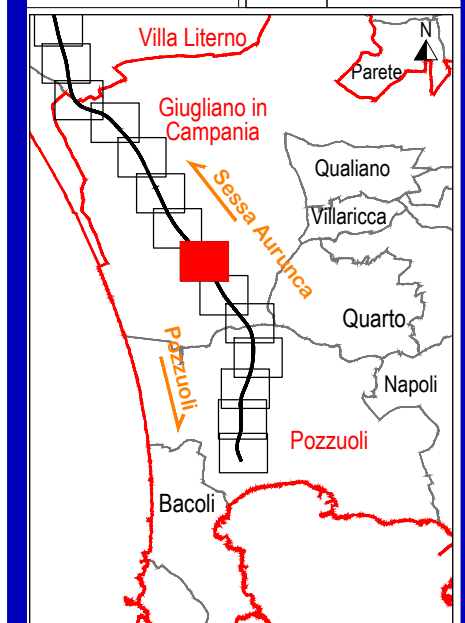 Villa Literno
N
Parete
Giugliano in
Campania
Qualiano
Sessa Aurunca
Villaricca
Quarto
Pozzuoli
Napoli
Pozzuoli
Bacoli